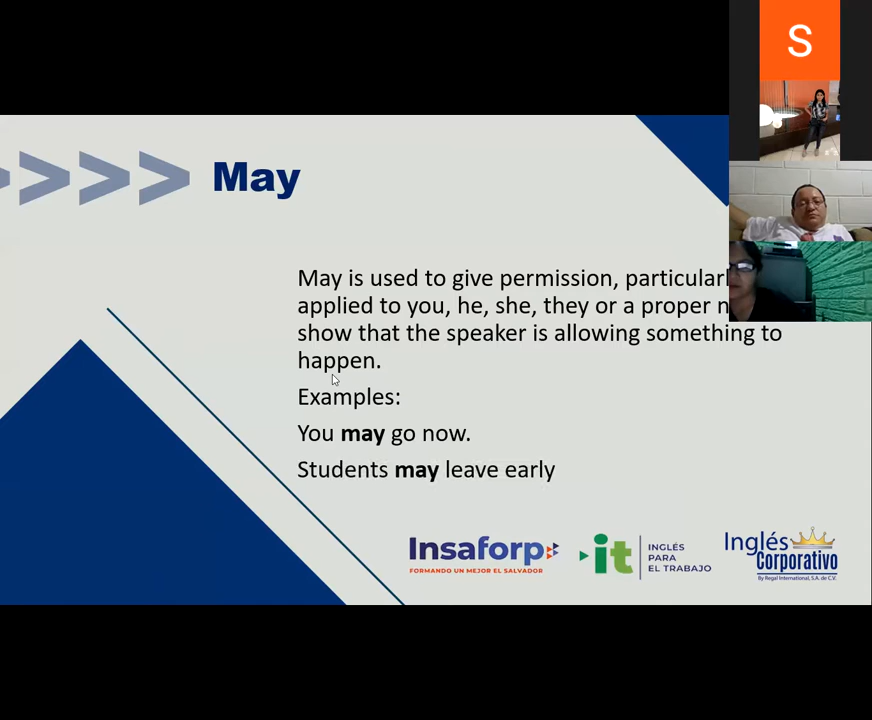 S
May
May is used to give permission, particularl
applied to you, he, she, they or a proper n
show that the speaker is allowing something to
happen.
Examples:
You may go now.
Students may leave early
Insaforp
FORMANDO UN MEJOR EL SALVADOR
it
INGLÉS
PARA
EL TRABAJO
Inglés
Corporativo
By Regal International, S.A. de C.V.